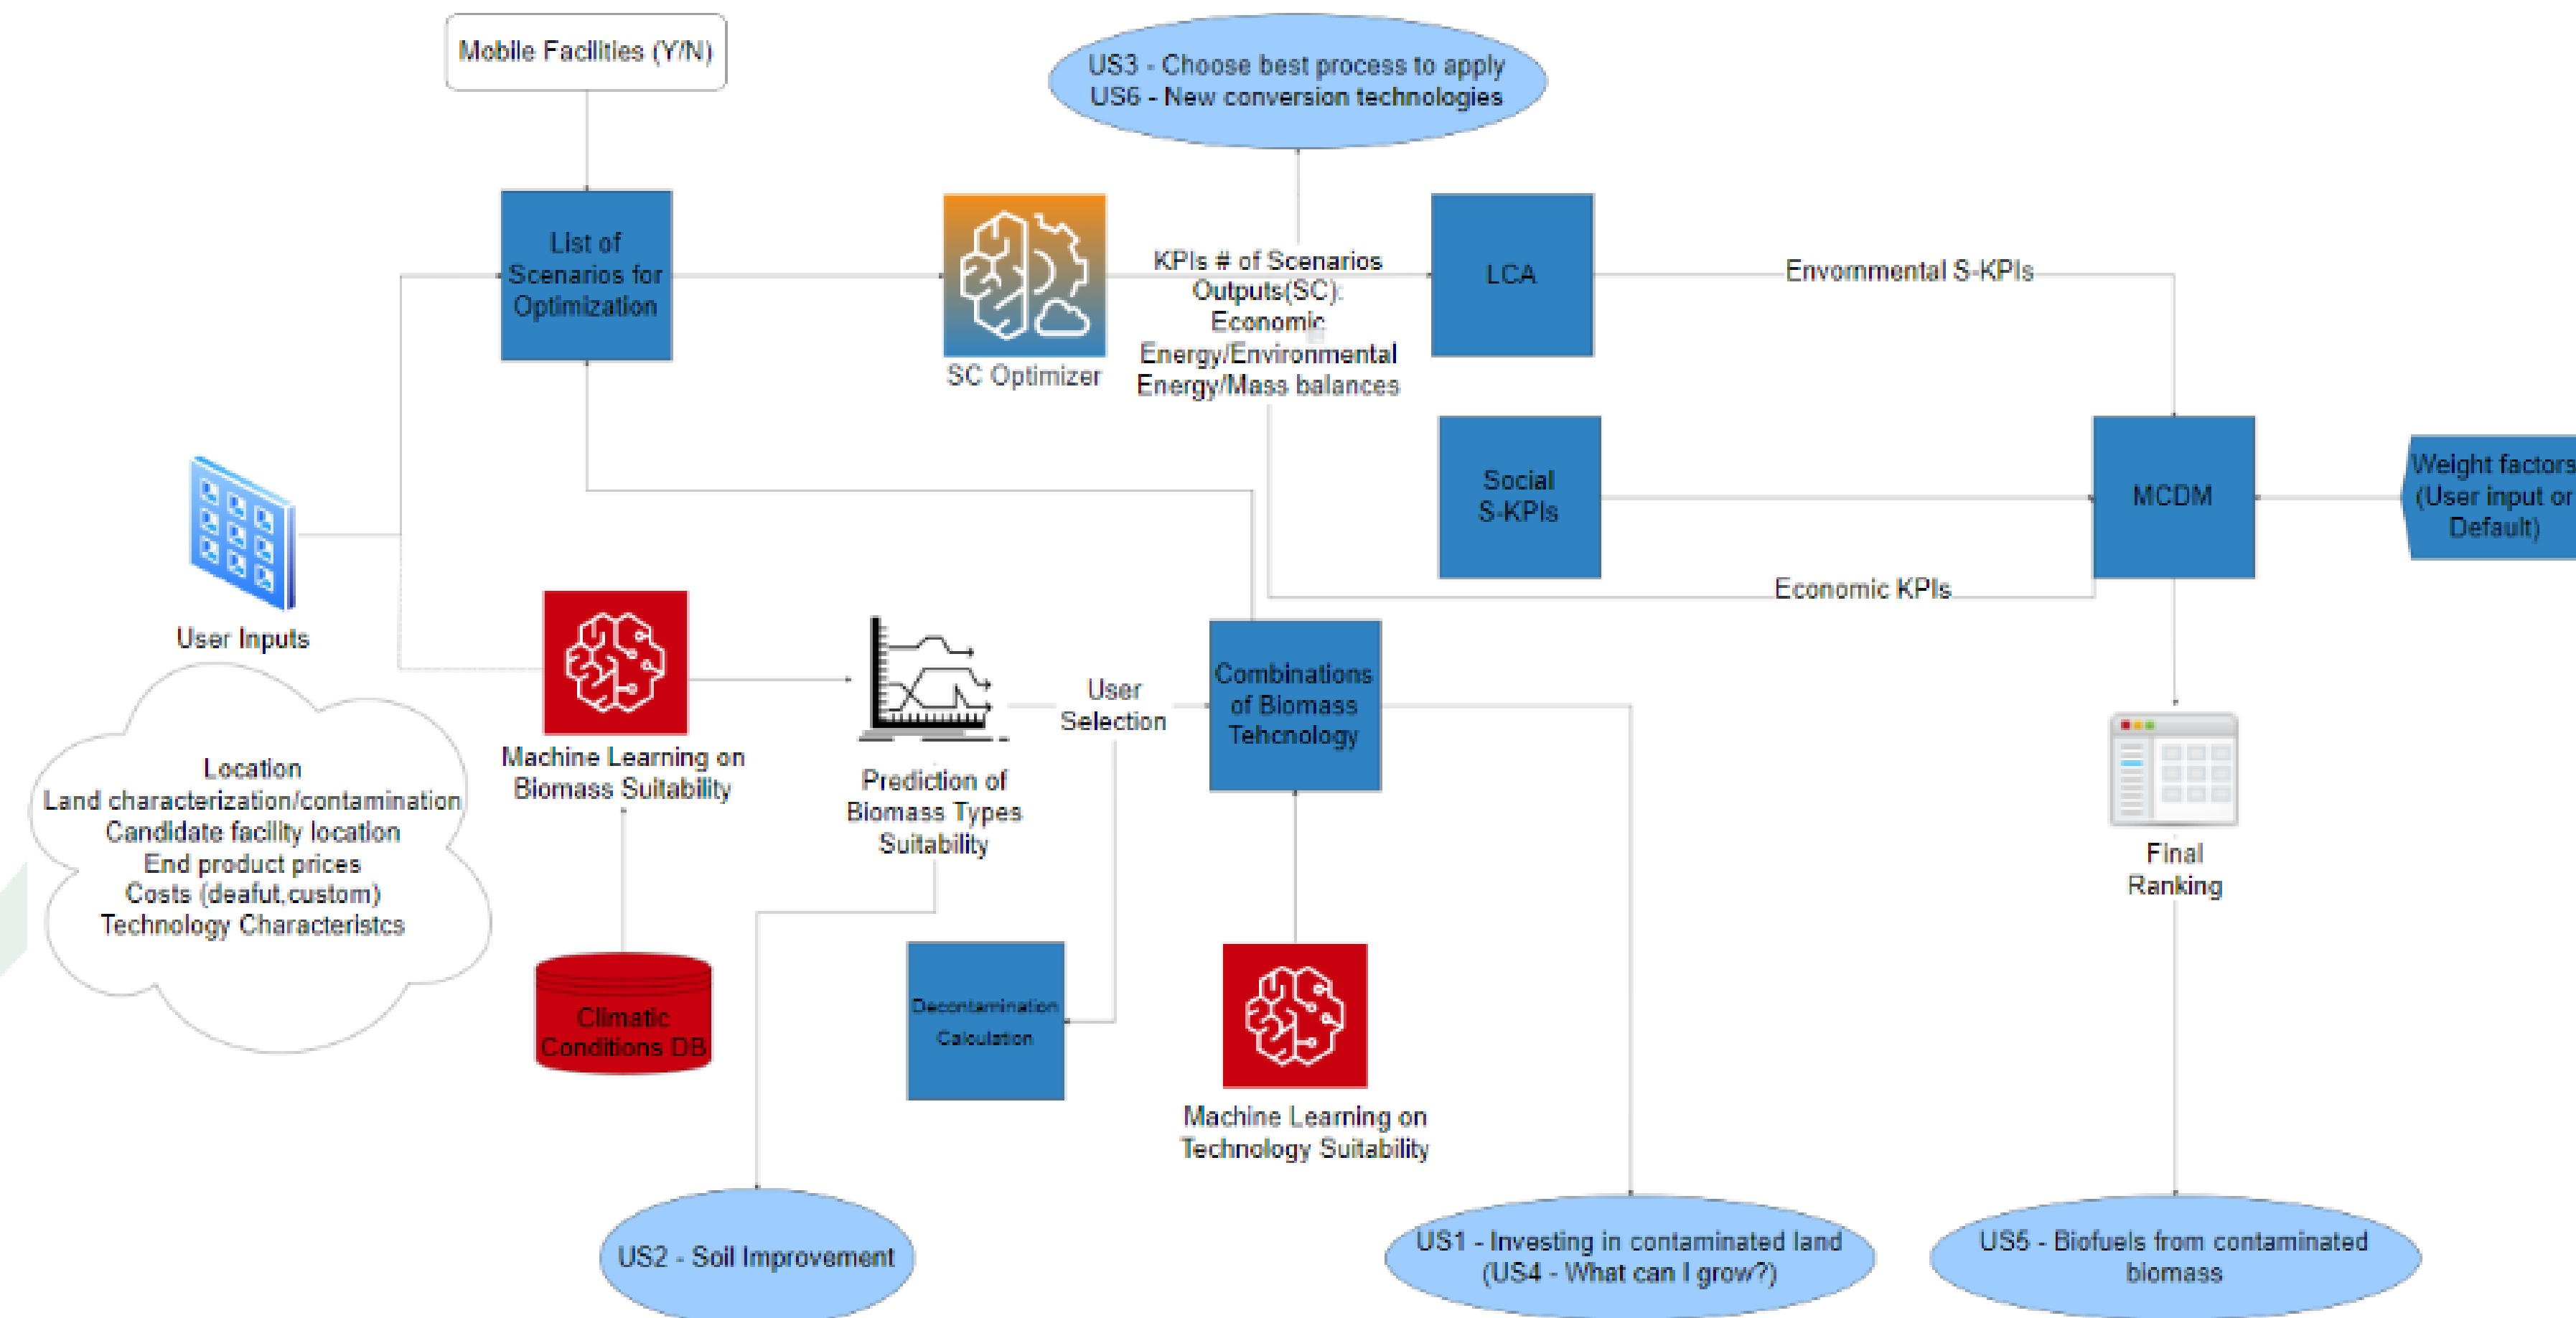 Mobile Facilities (Y/N)
US3 - Choose best process to apply
US6 - New conversion technologies
List of
Scenarios for
Optimization
SC Optimizer
KPIs # of Scenarios
Outputs(SC):
Economic
Energy/Environmental
Energy/Mass balances
LCA
Envornmental S-KPIs
Social
S-KPIs
MCDM
Weight factors
(User input or
Default)
Economic KPIs
User Inputs
Location
Land characterization/contamination
Candidate facility location
End product prices
Costs (deafut,custom)
Technology Characteristcs
Machine Learning on
Biomass Suitability
Climatic
Conditions DB
Prediction of
Biomass Types
Suitability
User
Selection
Combinations
of Biomass
Tehcnology
Decontamination
Calculation
Machine Learning on
Technology Suitability
Final
Ranking
US2 - Soil Improvement
US1 - Investing in contaminated land
(US4 - What can I grow?)
US5 - Biofuels from contaminated
biomass